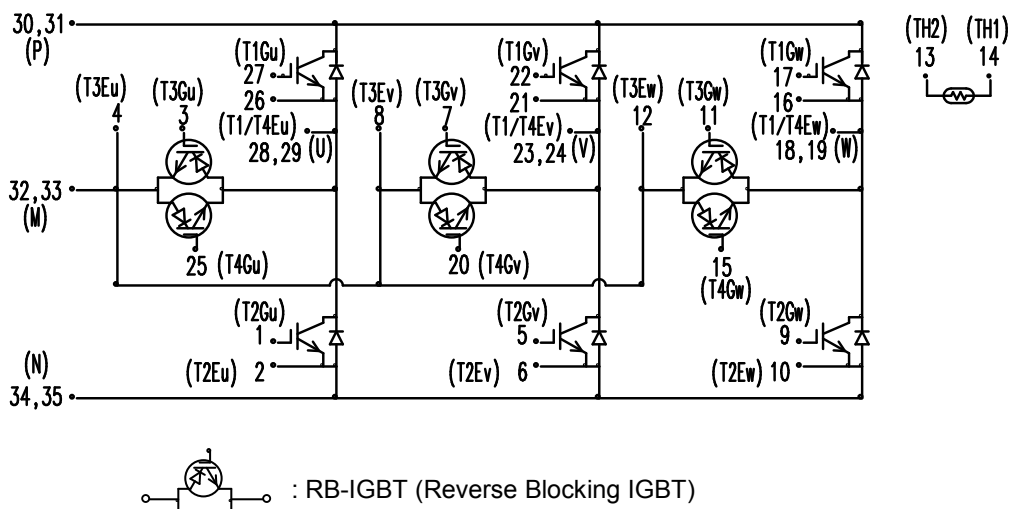 30,31
(P)
(T1Gu)
27
26
(T1Gv)
22
21
(T1Gw)
17
16
(TH2) (TH1)
13 14
(T3Eu)
4
(T3Gu)
3
(T1/T4Eu)
28,29 (U)
(T3Ev)
8
(T3Gv)
7
(T1/T4Ev)
23,24 (V)
(T3Ew)
12
(T3Gw)
11
(T1/T4Ew)
18,19 (W)
32,33
(M)
25 (T4Gu)
20 (T4Gv)
15
(T4Gw)
(T2Gu)
1
(T2Eu) 2
(T2Gv)
5
(T2Ev) 6
(T2Gw)
9
(T2Ew) 10
(N)
34,35
: RB-IGBT (Reverse Blocking IGBT)